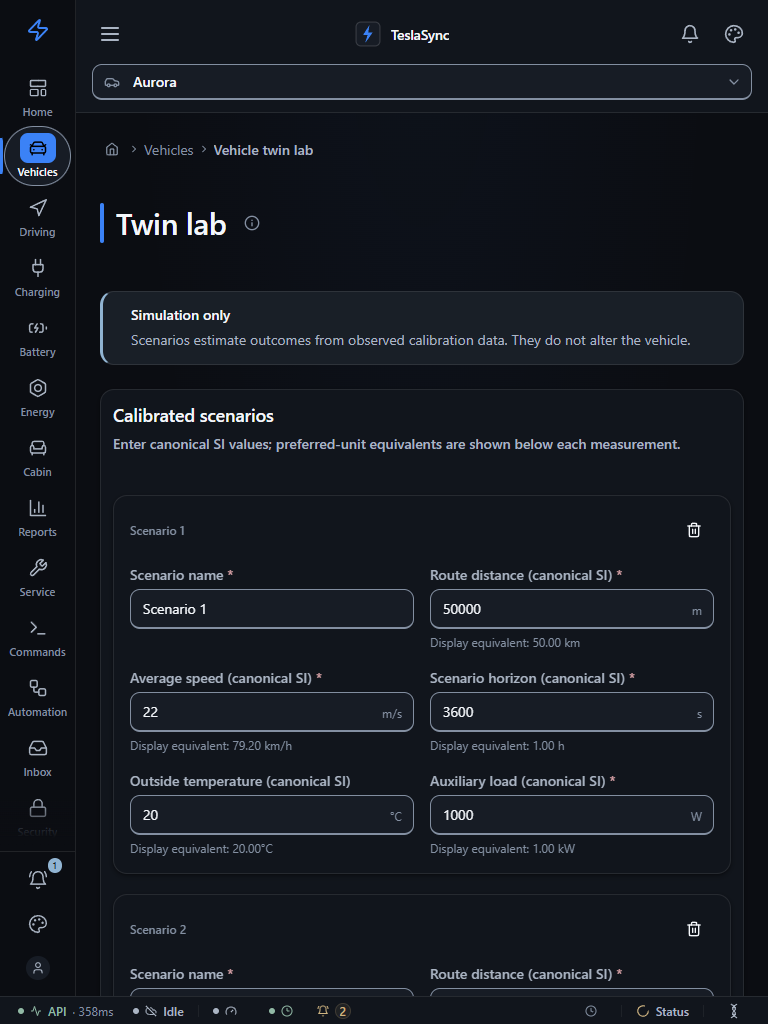 TeslaSync
Aurora
Home
Vehicles
Driving
Charging
Battery
Energy
Cabin
Reports
Service
Commands
Automation
Inbox
Security
1
Vehicles
Vehicle twin lab
Twin lab
Simulation only
Scenarios estimate outcomes from observed calibration data. They do not alter the vehicle.
Calibrated scenarios
Enter canonical SI values; preferred-unit equivalents are shown below each measurement.
Scenario 1
Scenario name *
Scenario 1
Route distance (canonical SI) *
50000 m
Display equivalent: 50.00 km
Average speed (canonical SI) *
22 m/s
Display equivalent: 79.20 km/h
Scenario horizon (canonical SI) *
3600 s
Display equivalent: 1.00 h
Outside temperature (canonical SI)
20 °C
Display equivalent: 20.00°C
Auxiliary load (canonical SI) *
1000 W
Display equivalent: 1.00 kW
Scenario 2
Scenario name *
Route distance (canonical SI) *
API · 358ms
Idle
2
Status